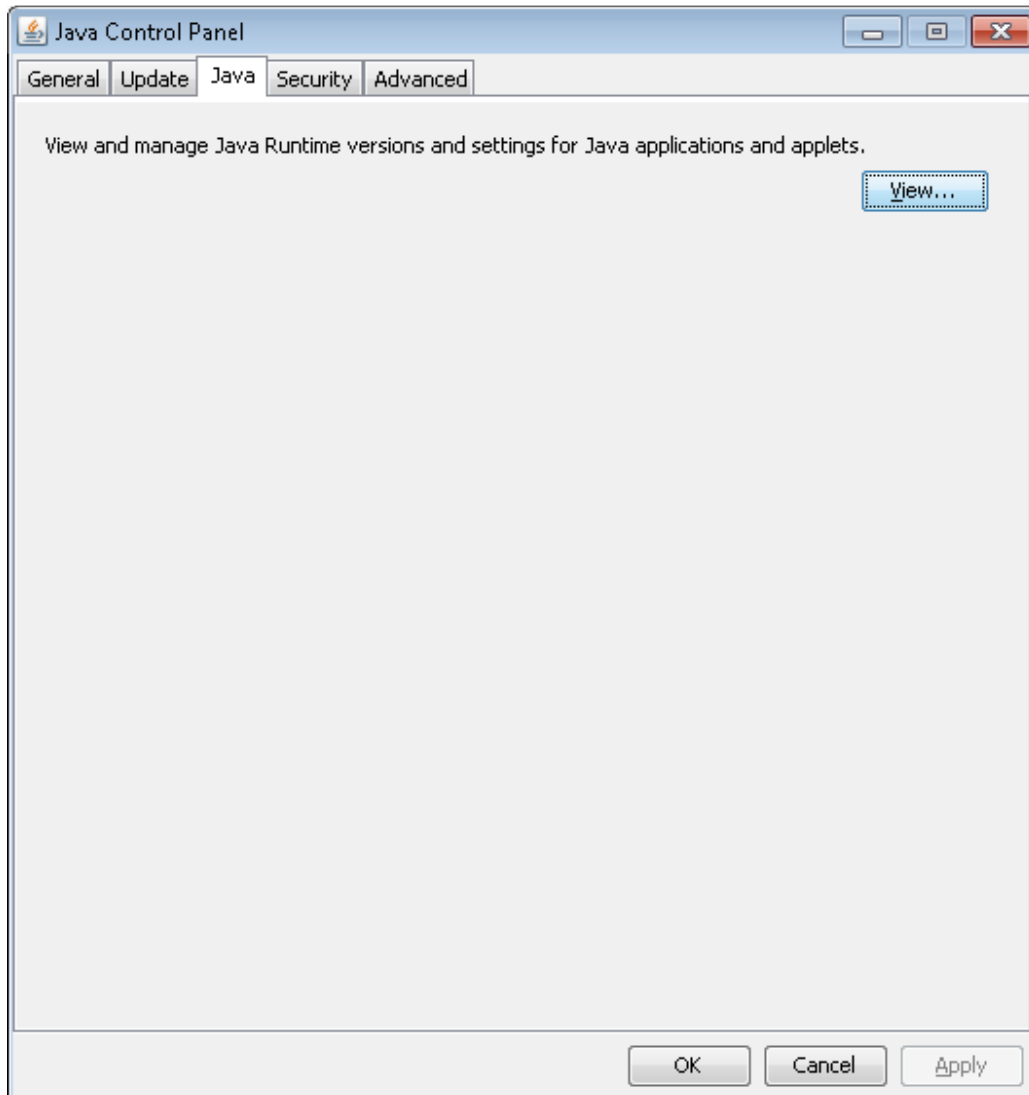 Java Control Panel
General Update Java Security Advanced
View and manage Java Runtime versions and settings for Java applications and applets.
View...
OK Cancel Apply